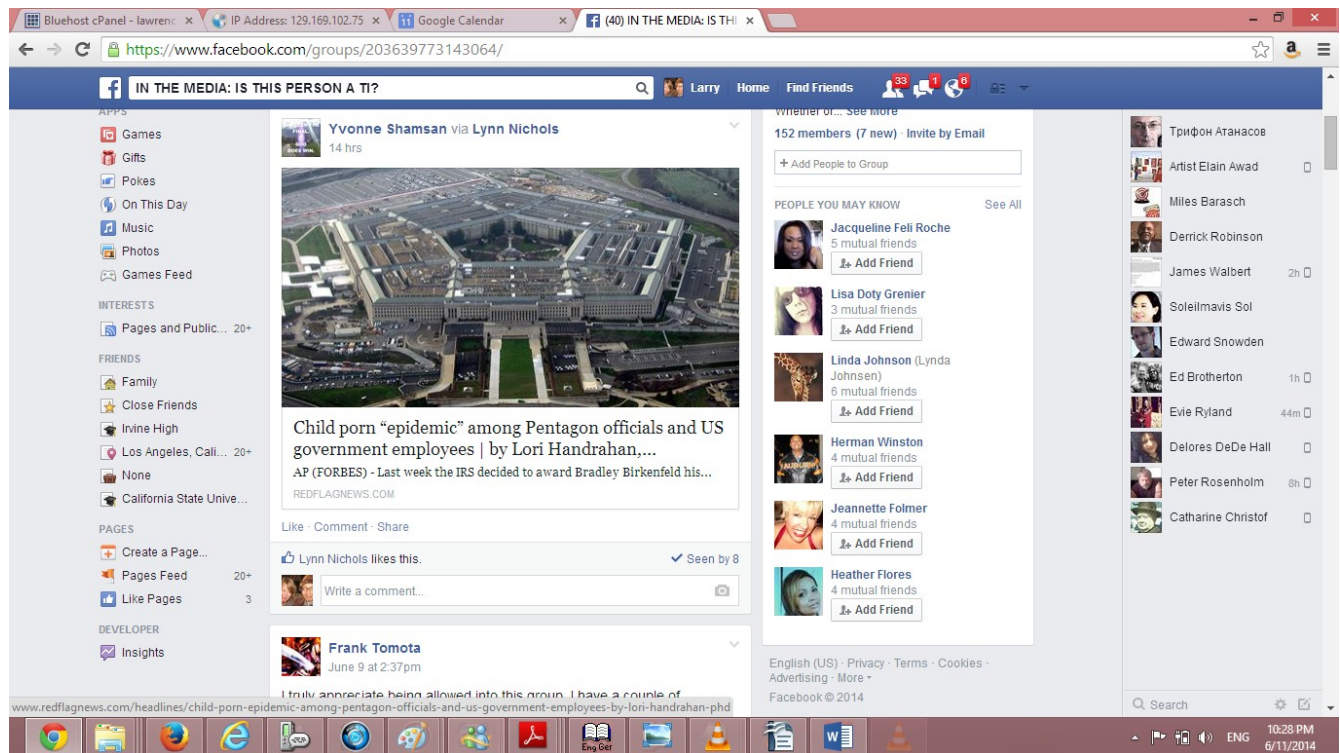 Bluehost cPanel - lawrenc
IP Address: 129.169.102.75
Google Calendar
(40) IN THE MEDIA: IS THI
https://www.facebook.com/groups/203639773143064/
IN THE MEDIA: IS THIS PERSON A TI?
Larry
Home
Find Friends
33
1
6
APPS
Games
Gifts
Pokes
On This Day
Music
Photos
Games Feed
INTERESTS
Pages and Public... 20+
FRIENDS
Family
Close Friends
Irvine High
Los Angeles, Cali... 20+
None
California State Unive...
PAGES
Create a Page...
Pages Feed 20+
Like Pages 3
DEVELOPER
Insights
Yvonne Shamsan via Lynn Nichols
14 hrs
Child porn “epidemic” among Pentagon officials and US
government employees | by Lori Handrahan,...
AP (FORBES) - Last week the IRS decided to award Bradley Birkenfeld his...
REDFLAGNEWS.COM
Like · Comment · Share
Lynn Nichols likes this.
Seen by 8
Write a comment...
Frank Tomota
June 9 at 2:37pm
I truly appreciate being allowed into this group. I have a couple of
Whether or... See More
152 members (7 new) · Invite by Email
+ Add People to Group
PEOPLE YOU MAY KNOW
See All
Jacqueline Feli Roche
5 mutual friends
Add Friend
Lisa Doty Grenier
3 mutual friends
Add Friend
Linda Johnson (Lynda
Johnsen)
6 mutual friends
Add Friend
Herman Winston
4 mutual friends
Add Friend
Jeannette Folmer
4 mutual friends
Add Friend
Heather Flores
4 mutual friends
Add Friend
English (US) · Privacy · Terms · Cookies ·
Advertising · More
Facebook © 2014
Трифон Атанасов
Artist Elain Awad
Miles Barasch
Derrick Robinson
James Walbert 2h
Soleilmavis Sol
Edward Snowden
Ed Brotherton 1h
Evie Ryland 44m
Delores DeDe Hall
Peter Rosenholm 8h
Catharine Christof
Search
www.redflagnews.com/headlines/child-porn-epidemic-among-pentagon-officials-and-us-government-employees-by-lori-handrahan-phd
Eng Ger
ENG
10:28 PM
6/11/2014